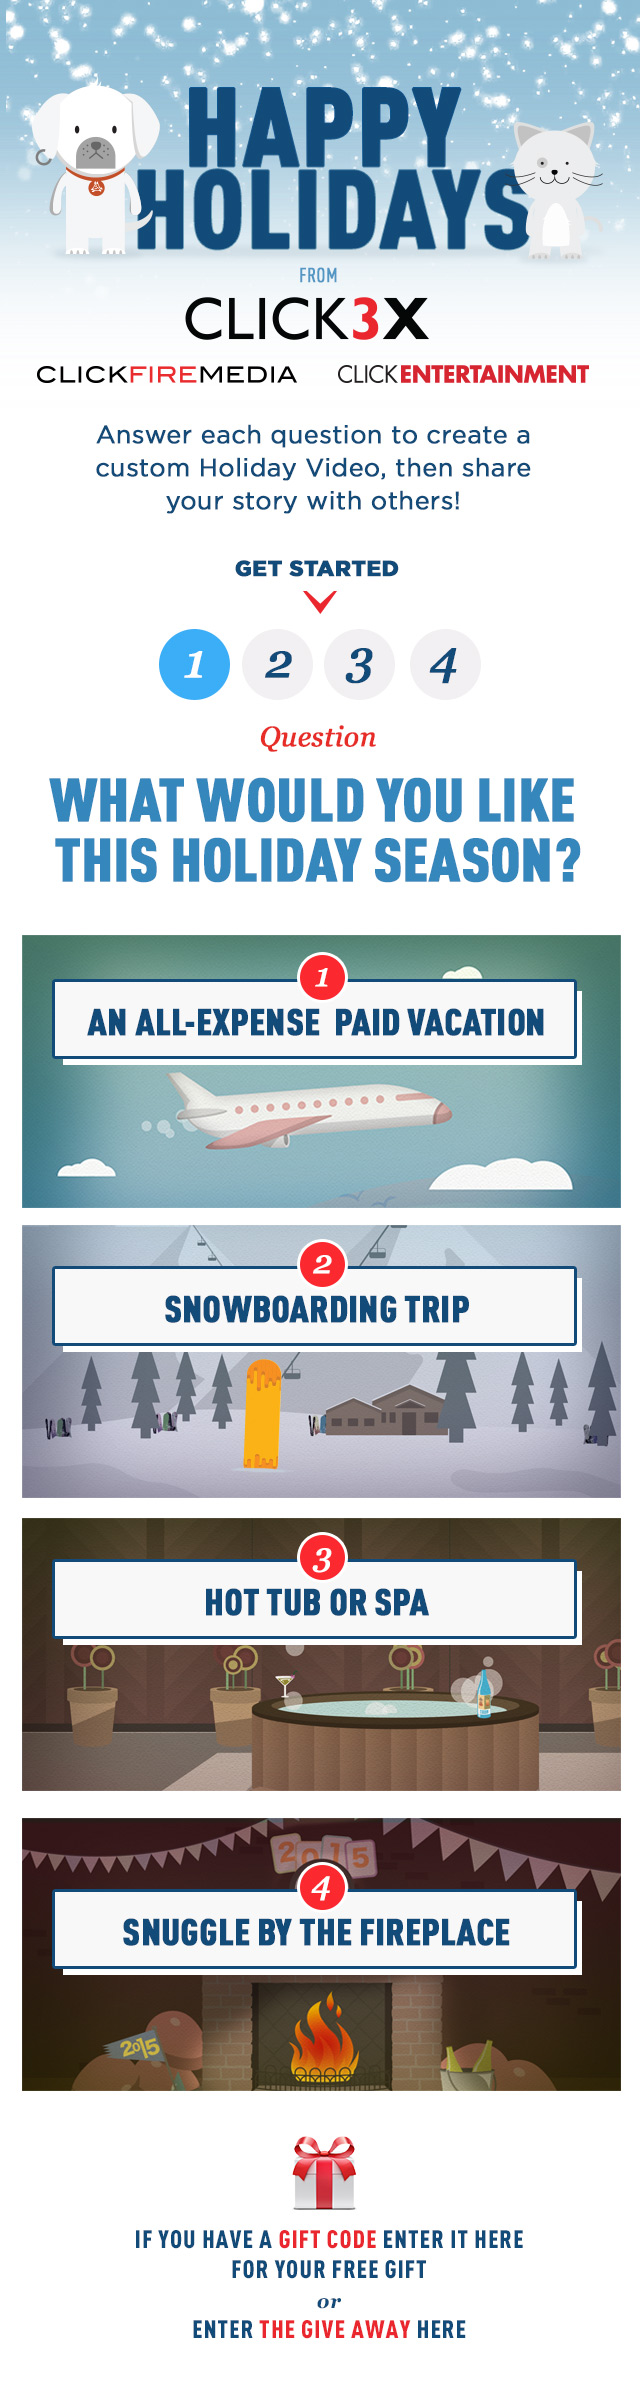 HAPPY
HOLIDAYS
FROM
CLICK3X
CLICKFIREMEDIA CLICKENTERTAINMENT
Answer each question to create a
custom Holiday Video, then share
your story with others!
GET STARTED
1 2 3 4
Question
WHAT WOULD YOU LIKE
THIS HOLIDAY SEASON?
1
AN ALL-EXPENSE PAID VACATION
2
SNOWBOARDING TRIP
3
HOT TUB OR SPA
2015
4
SNUGGLE BY THE FIREPLACE
2015
IF YOU HAVE A GIFT CODE ENTER IT HERE
FOR YOUR FREE GIFT
or
ENTER THE GIVE AWAY HERE